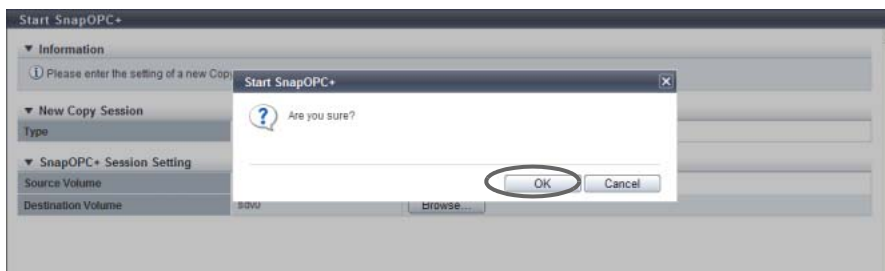 Start SnapOPC+
Information
Please enter the setting of a new Cop
Start SnapOPC+
Are you sure?
New Copy Session
Type
SnapOPC+ Session Setting
OK Cancel
Source Volume
Destination Volume sdv0 Browse...